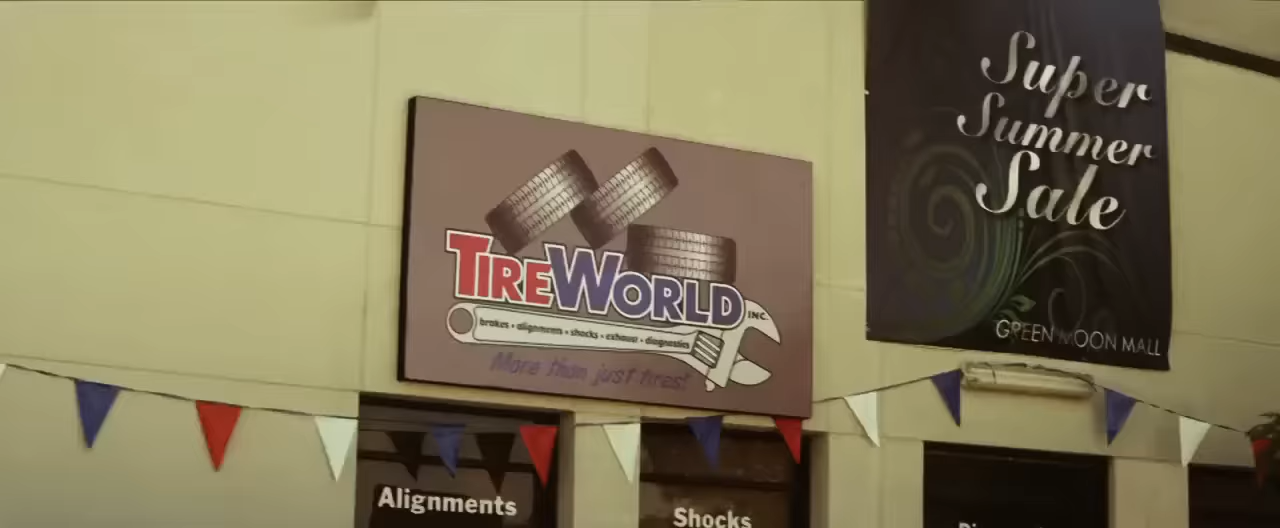 TIREWORLD INC.
brakes • alignments • shocks • exhaust • diagnostics
More than just tires!
Super
Summer
Sale
GREEN MOON MALL
Alignments
Shocks